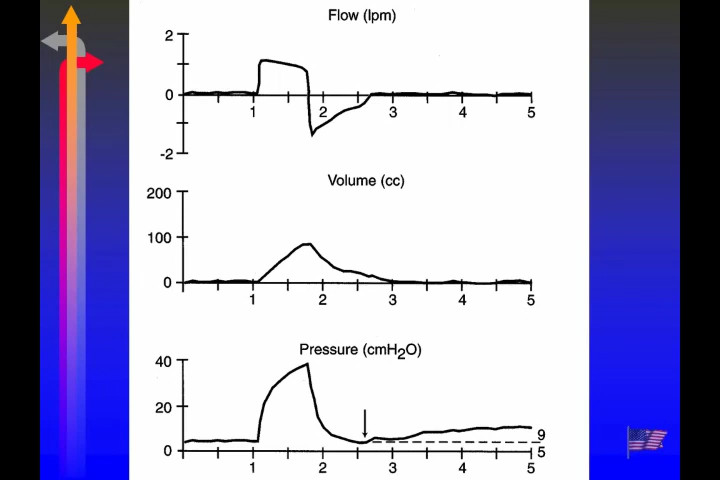 Flow (lpm)
2
0
-2
1 2 3 4 5
Volume (cc)
200
100
0
1 2 3 4 5
Pressure (cmH2O)
40
20
0
9
5
1 2 3 4 5